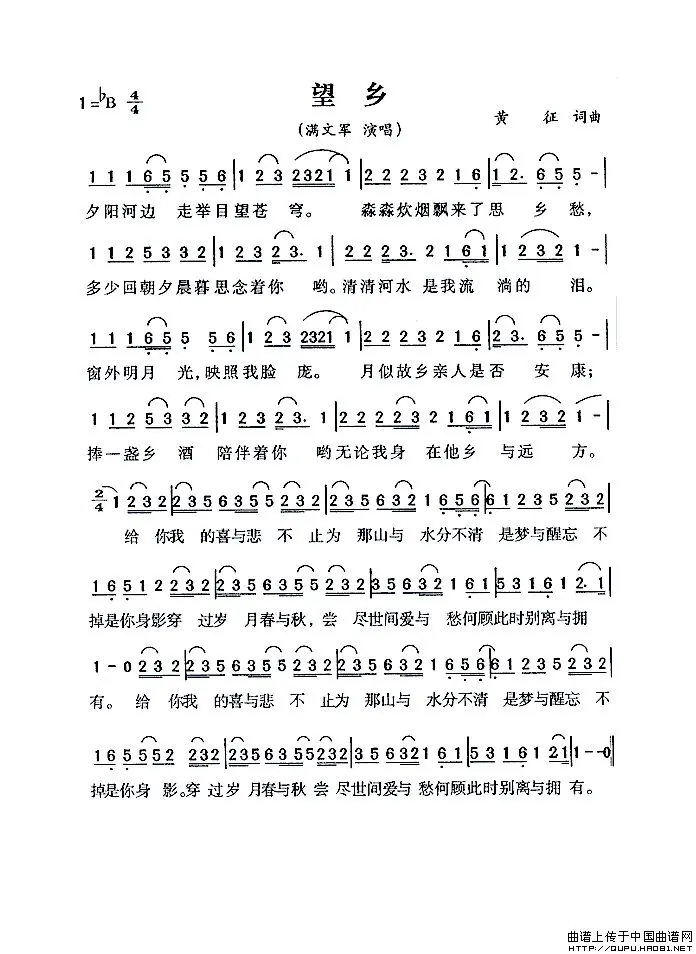 望乡
1=♭B 4/4
(满文军 演唱)
黄 征 词曲
1 1 1 6 5 5 5 6 5 | 1 2 3 2321 1 1 | 2 2 2 3 2 1 6 | 1 2· 6 5 5 - |
夕阳河边 走举目望苍 穹。 淼淼炊烟飘来了思 乡 愁,
1 1 2 5 3 3 2 | 1 2 3 2 3· 1 | 2 2 2 3· 2 1 6 1 | 1 2 3 2 1 - |
多少回朝夕晨暮思念着你 哟。清清河水 是我流 淌的 泪。
1 1 1 6 5 5 5 6 | 1 2 3 2321 1 | 2 2 2 3 2 1 6 | 1 2· 6 5 5 - |
窗外明月 光,映照我脸 庞。 月似故乡亲人是否 安 康;
1 1 2 5 3 3 2 | 1 2 3 2 3· 1 | 2 2 2 2 3 2 1 6 1 | 1 2 3 2 1 - |
捧一盏乡 酒 陪伴着你 哟无论我身 在他乡 与远 方。
2/4 1 2 3 2 | 2 3 5 6 3 5 5 2 3 2 | 2 3 5 6 3 2 1 6 5 6 | 6 1 2 3 5 2 3 2 |
给 你我 的喜与悲 不 止为 那山与 水分不清 是梦与醒忘 不
1 6 5 1 2 2 3 2 | 2 3 5 6 3 5 5 2 3 2 | 3 5 6 3 2 1 6 1 | 5 3 1 6 1 2· 1 |
掉是你身影穿 过岁 月春与秋, 尝 尽世间爱与 愁何顾此时别离与拥
1 - 0 2 3 2 | 2 3 5 6 3 5 5 2 3 2 | 2 3 5 6 3 2 1 6 5 6 | 6 1 2 3 5 2 3 2 |
有。 给 你我 的喜与悲 不 止为 那山与 水分不清 是梦与醒忘 不
1 6 5 5 5 2 2 3 2 | 2 3 5 6 3 5 5 2 3 2 | 3 5 6 3 2 1 6 1 | 5 3 1 6 1 2 1 | 1 - - 0 ‖
掉是你身 影。穿 过岁 月春与秋 尝 尽世间爱与 愁何顾此时别离与拥 有。
曲谱上传于中国曲谱网
HTTP://QUPU.HAO81.NET